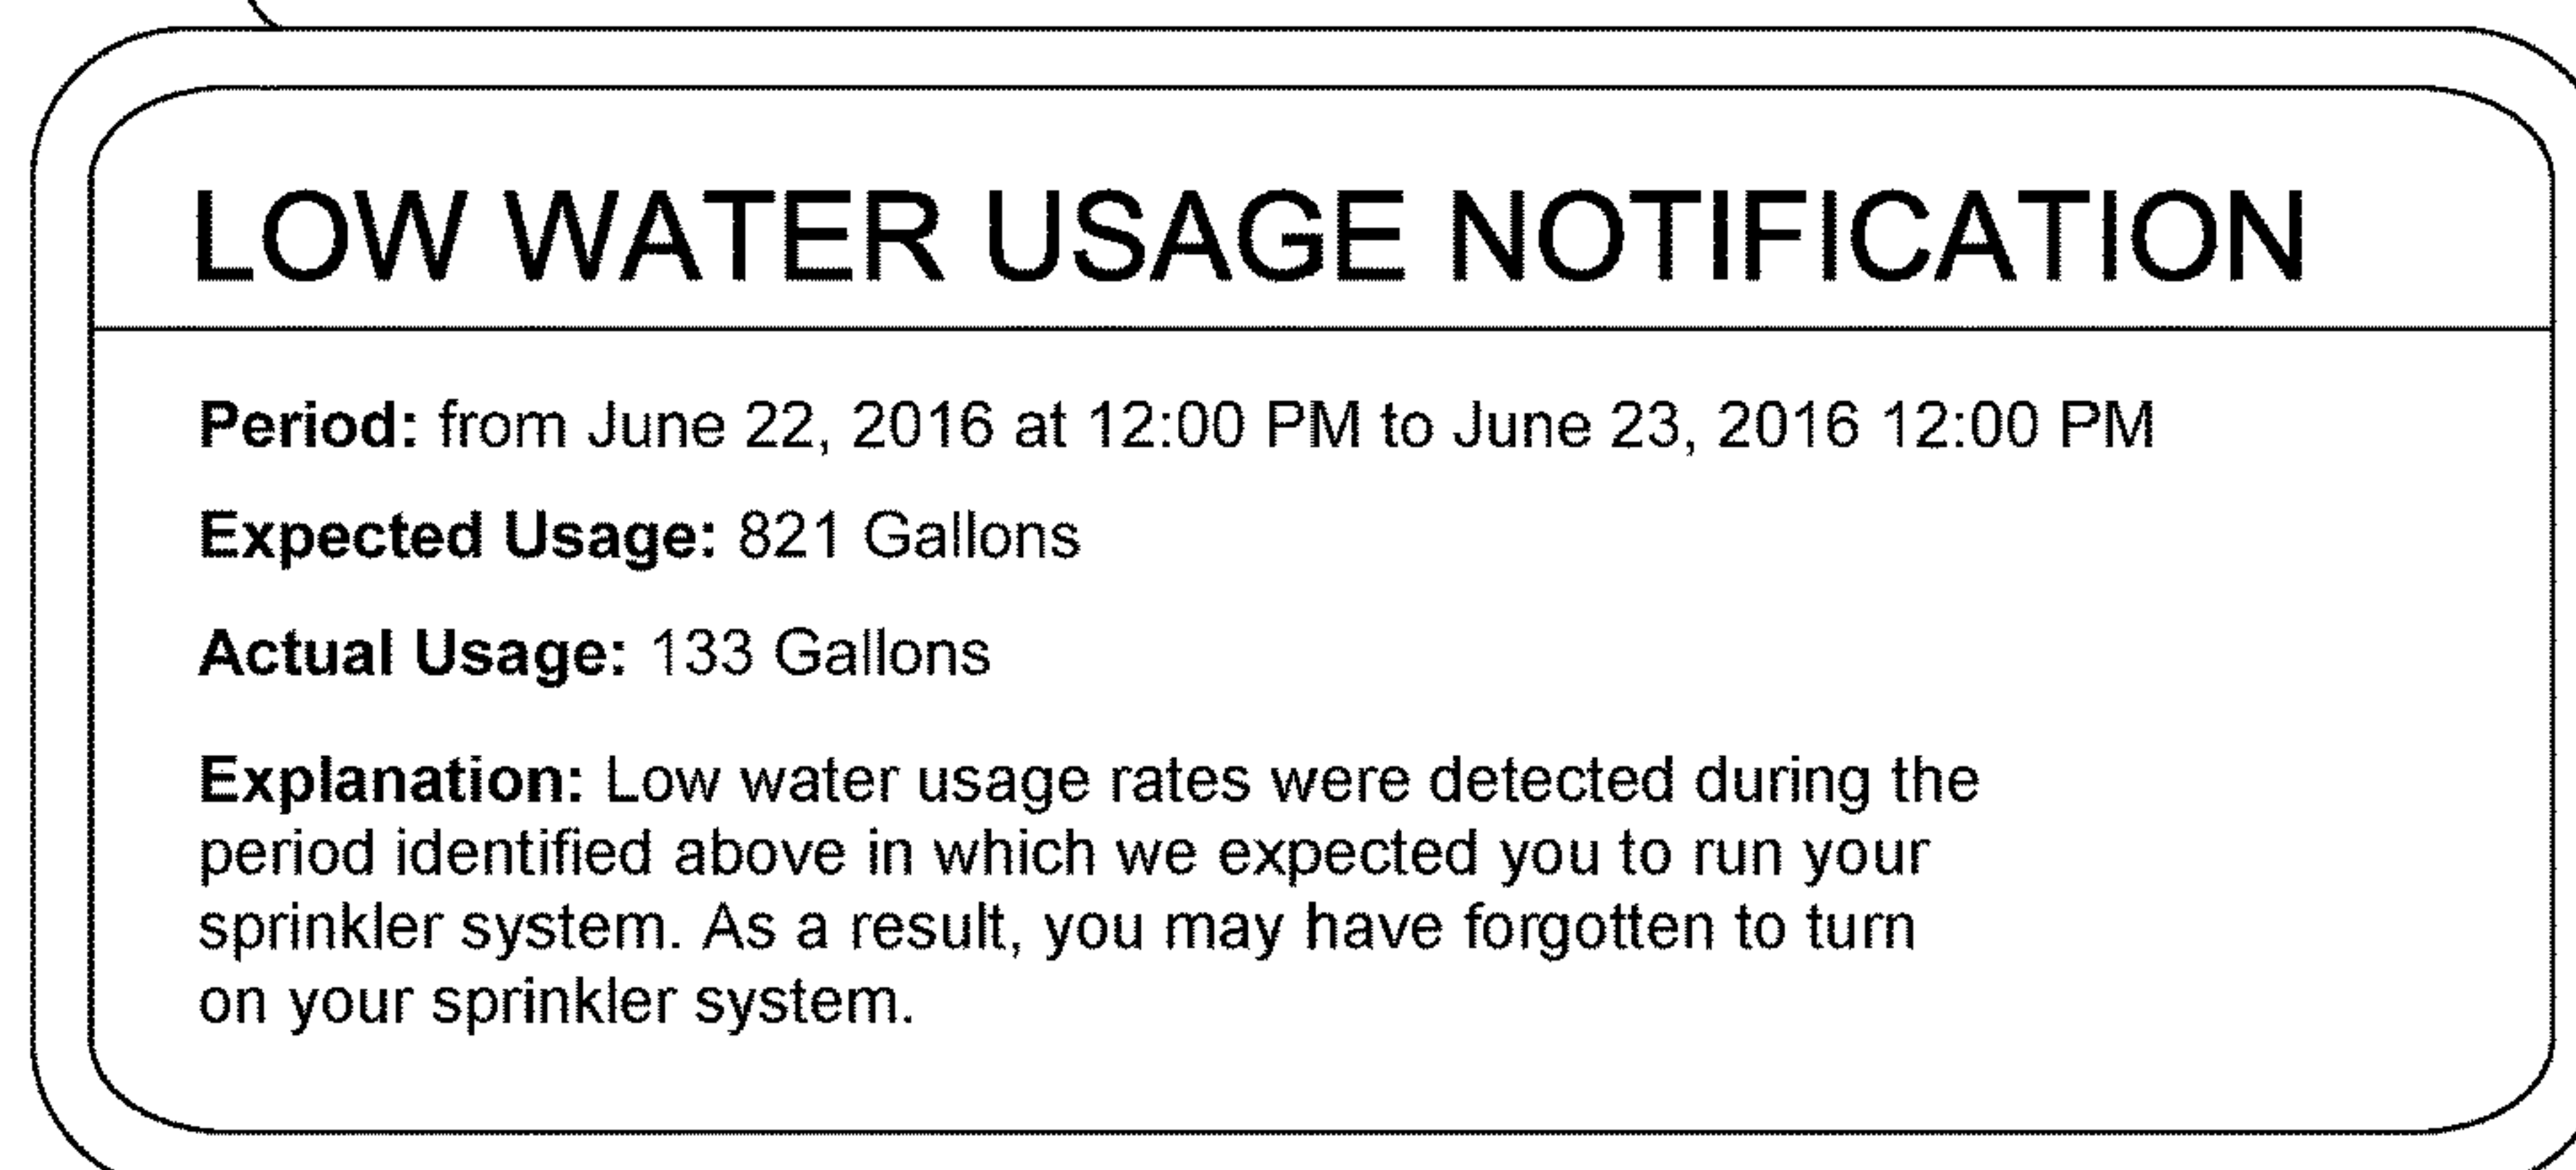 LOW WATER USAGE NOTIFICATION
Period: from June 22, 2016 at 12:00 PM to June 23, 2016 12:00 PM
Expected Usage: 821 Gallons
Actual Usage: 133 Gallons
Explanation: Low water usage rates were detected during the
period identified above in which we expected you to run your
sprinkler system. As a result, you may have forgotten to turn
on your sprinkler system.